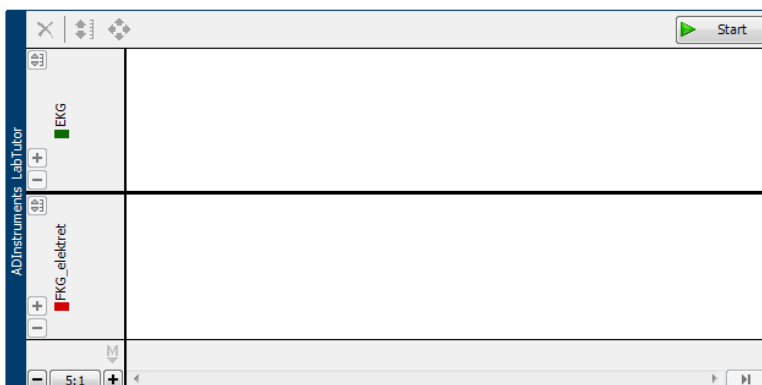 Start
ADInstruments LabTutor
EKG
FKG_elektret
M
5:1